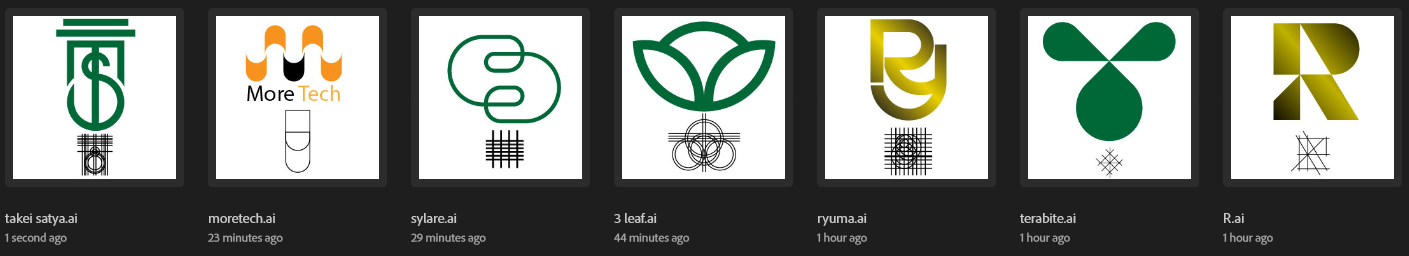 More Tech
takei satya.ai
1 second ago
moretech.ai
23 minutes ago
sylare.ai
29 minutes ago
3 leaf.ai
44 minutes ago
ryuma.ai
1 hour ago
terabite.ai
1 hour ago
R
R.ai
1 hour ago